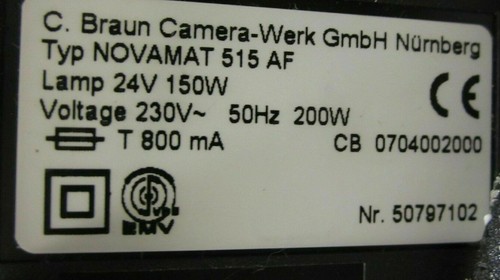 C. Braun Camera-Werk GmbH Nürnberg
Typ NOVAMAT 515 AF
Lamp 24V 150W
Voltage 230V~ 50Hz 200W
CE
T 800 mA
CB 0704002000
EMV
Nr. 50797102